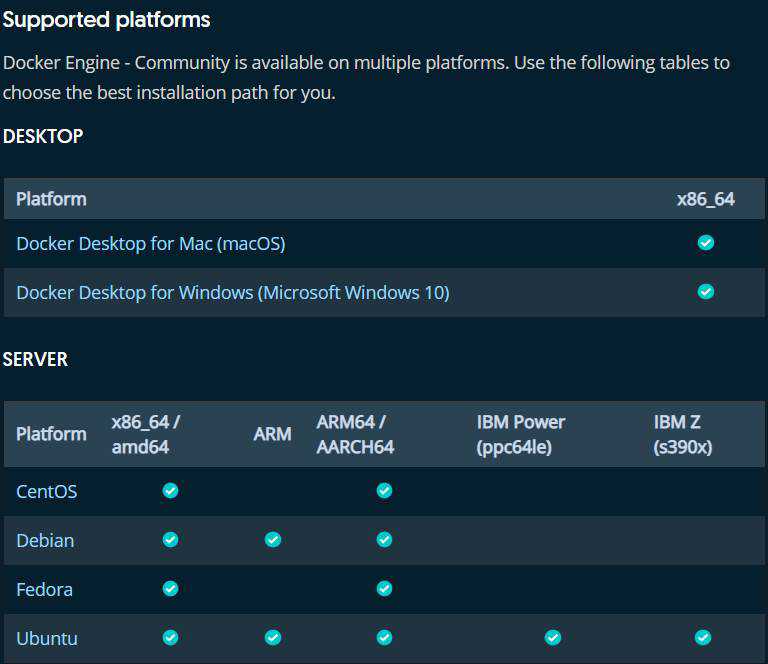 Supported platforms
Docker Engine - Community is available on multiple platforms. Use the following tables to
choose the best installation path for you.
DESKTOP
Platform x86_64
Docker Desktop for Mac (macOS)
Docker Desktop for Windows (Microsoft Windows 10)
SERVER
Platform x86_64 / amd64 ARM ARM64 / AARCH64 IBM Power (ppc64le) IBM Z (s390x)
CentOS
Debian
Fedora
Ubuntu